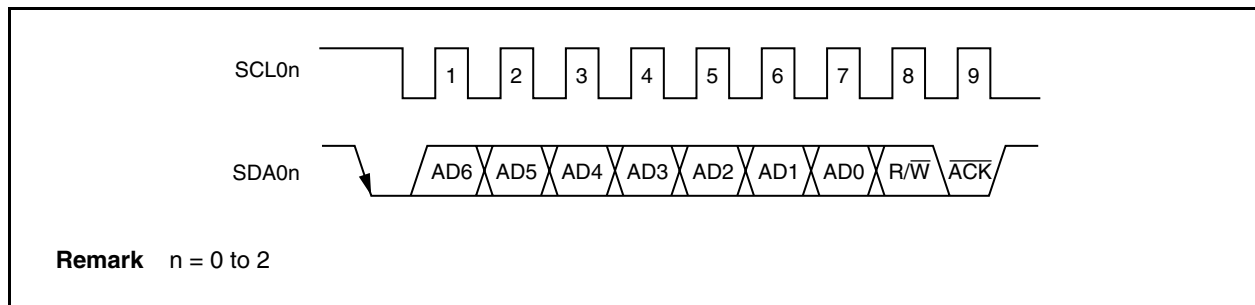 SCL0n 1 2 3 4 5 6 7 8 9
SDA0n AD6 AD5 AD4 AD3 AD2 AD1 AD0 R/W̅ A̅C̅K̅
Remark n = 0 to 2